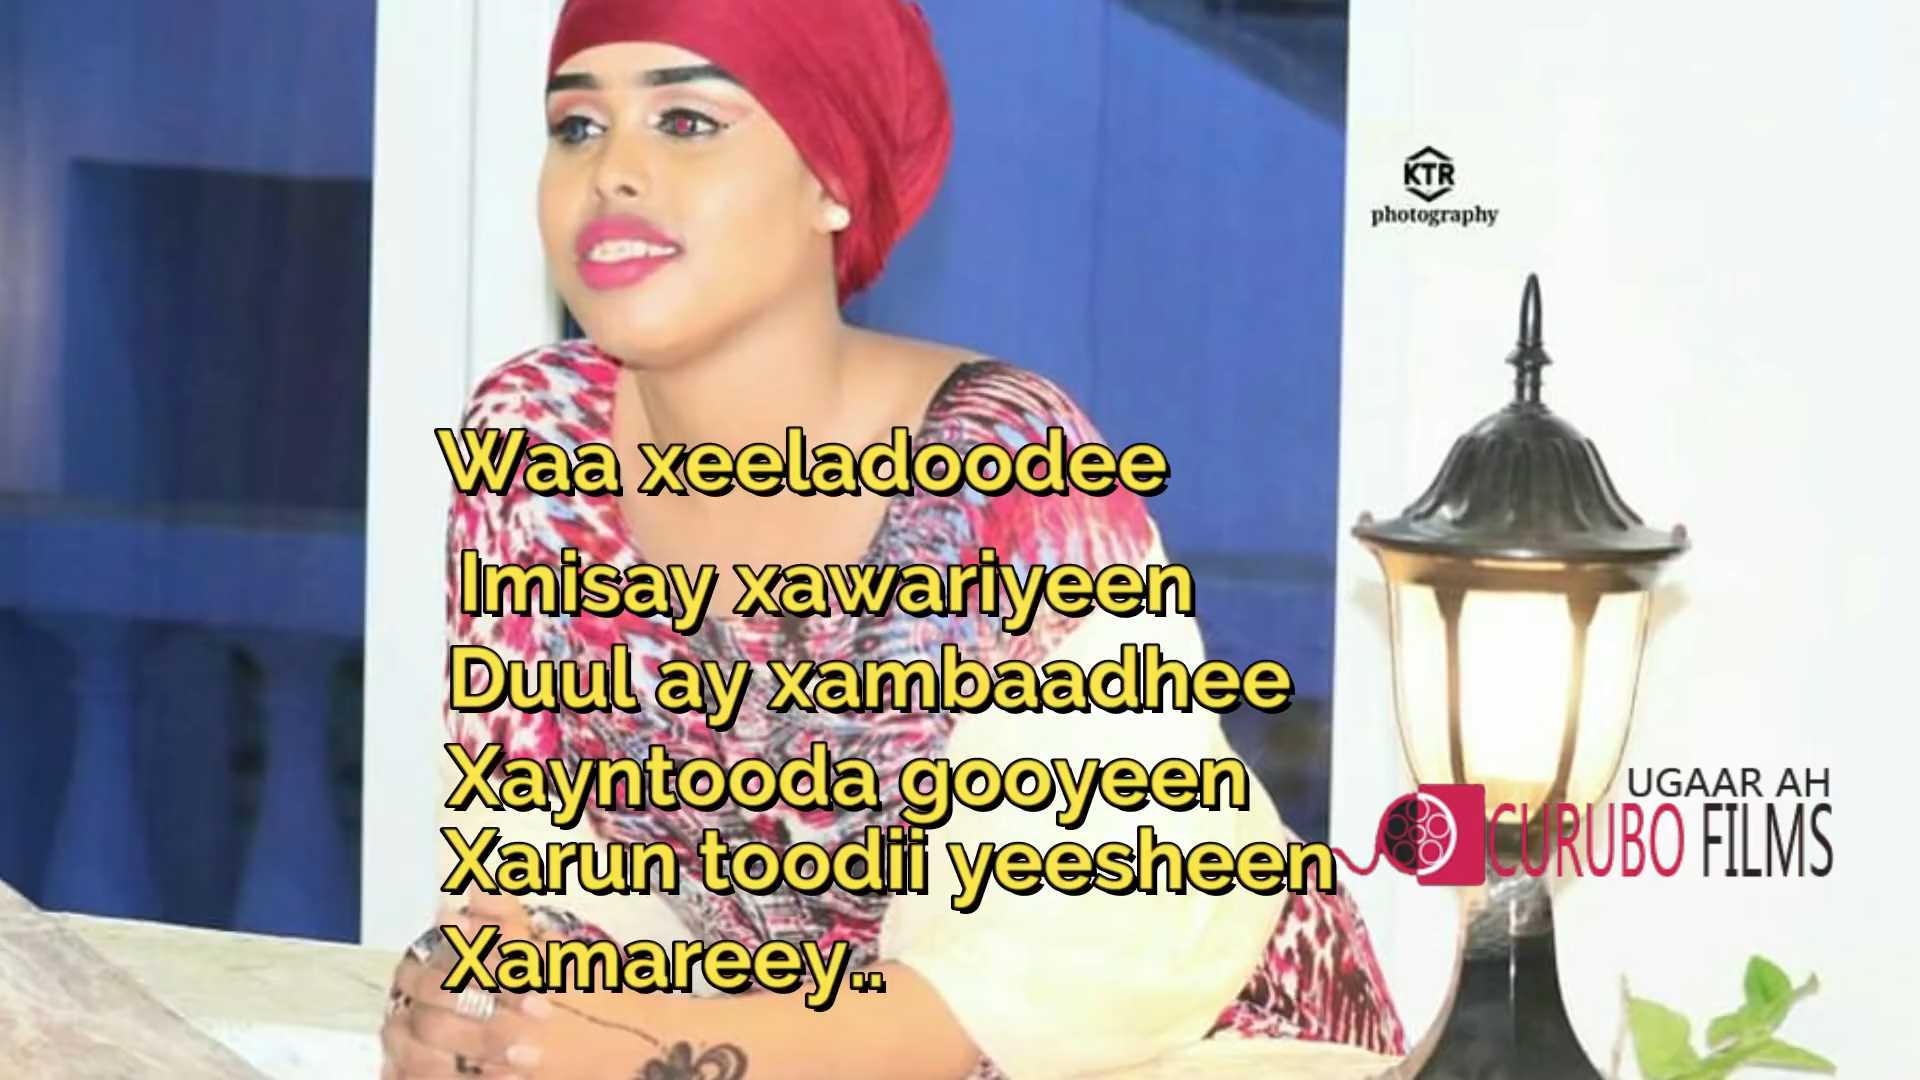 KTR
photography
Waa xeeladoodee
Imisay xawariyeen
Duul ay xambaadhee
Xayntooda gooyeen
Xarun toodii yeesheen
Xamareey..
UGAAR AH
CURUBO FILMS